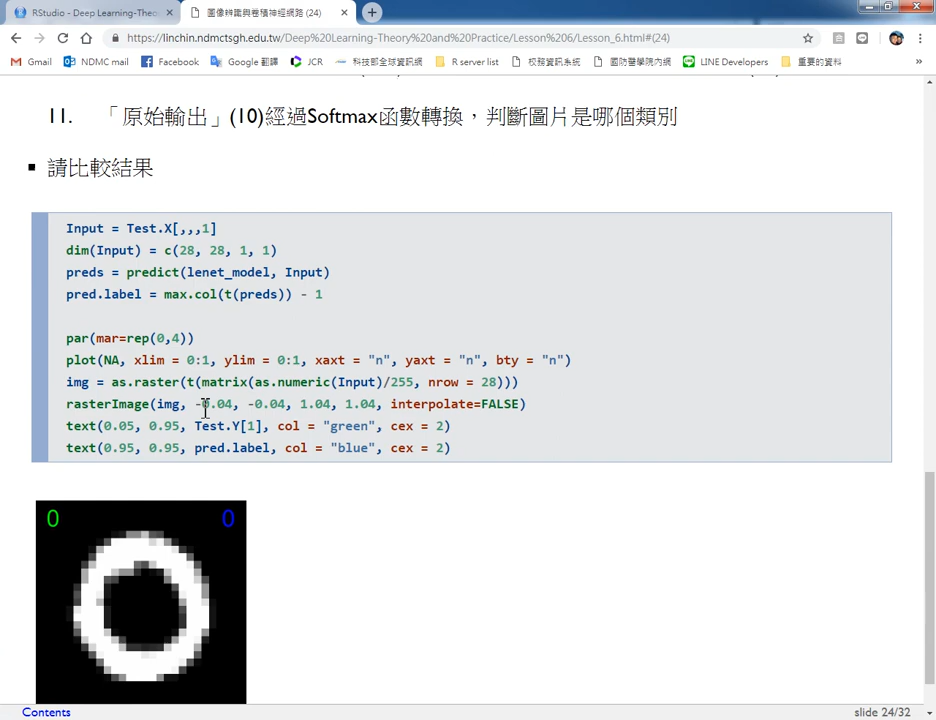 RStudio - Deep Learning-Theo
圖像辨識與卷積神經網路 (24)
https://linchin.ndmctsgh.edu.tw/Deep%20Learning-Theory%20and%20Practice/Lesson%206/Lesson_6.html#(24)
Gmail NDMC mail Facebook Google 翻譯 JCR 科技部全球資訊網 R server list 校務資訊系統 國防醫學院內網 LINE Developers 重要的資料 »
11. 「原始輸出」(10)經過Softmax函數轉換，判斷圖片是哪個類別
▪ 請比較結果
Input = Test.X[,,,1]
dim(Input) = c(28, 28, 1, 1)
preds = predict(lenet_model, Input)
pred.label = max.col(t(preds)) - 1
par(mar=rep(0,4))
plot(NA, xlim = 0:1, ylim = 0:1, xaxt = "n", yaxt = "n", bty = "n")
img = as.raster(t(matrix(as.numeric(Input)/255, nrow = 28)))
rasterImage(img, -0.04, -0.04, 1.04, 1.04, interpolate=FALSE)
text(0.05, 0.95, Test.Y[1], col = "green", cex = 2)
text(0.95, 0.95, pred.label, col = "blue", cex = 2)
0 0
Contents
slide 24/32